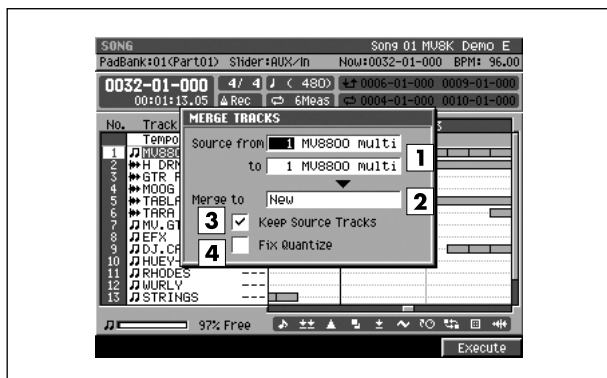 SONG Song 01 MV8K Demo E
PadBank:01(Part01) Slider:AUX/In Now:0032-01-000 BPM: 96.00
0032-01-000 4/ 4 ♩ ( 480) 0006-01-000 0009-01-000
00:01:13.05 Rec 6Meas 0004-01-000 0010-01-000
No. Track
Tempo
MERGE TRACKS
Source from 1 MV8800 multi 1
to 1 MV8800 multi
Merge to New 2
3 Keep Source Tracks
4 Fix Quantize
1 MV880
2 H DRM
3 GTR
4 MOOG
5 TABLA
6 TARA
7 MV.GT
8 EFX
9 DJ.CA
10 HUEY-
11 RHODES ---
12 WURLY ---
13 STRINGS ---
97% Free
Execute